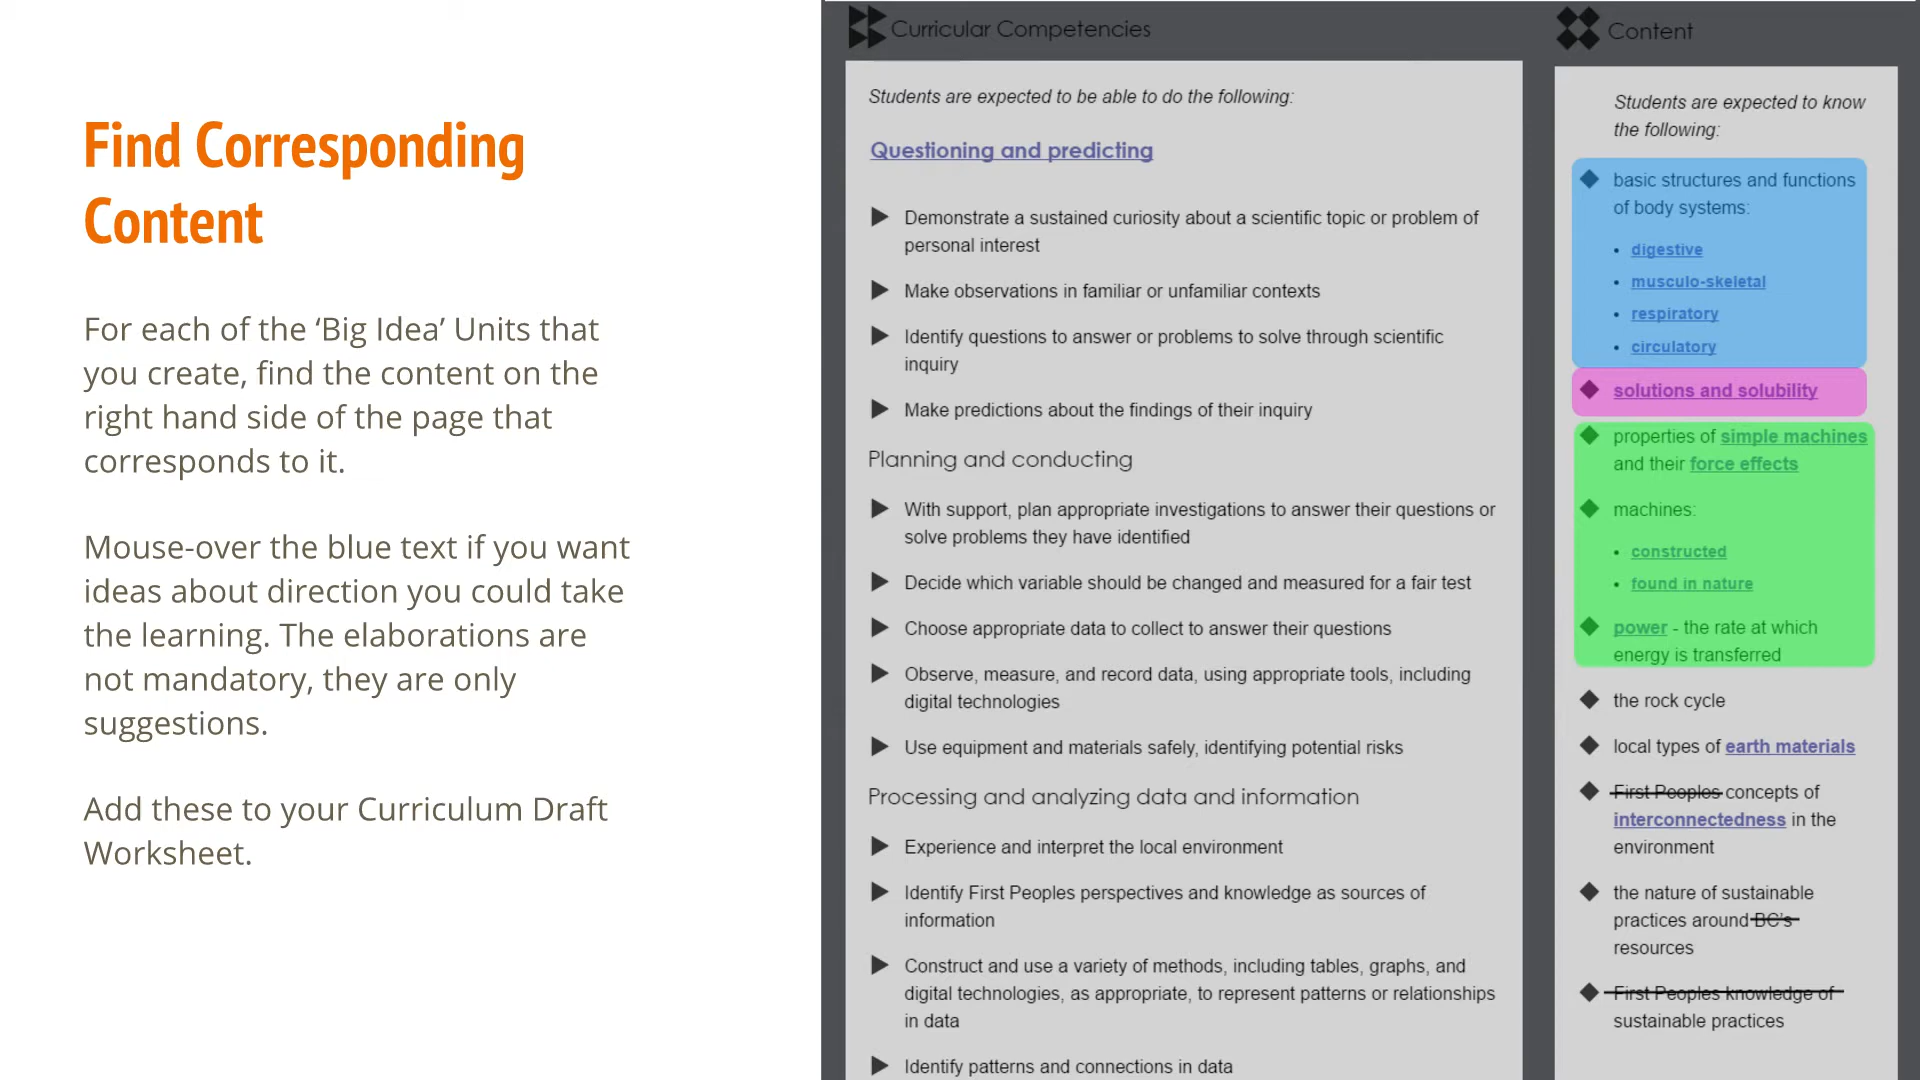 Find Corresponding
Content
For each of the ‘Big Idea’ Units that
you create, find the content on the
right hand side of the page that
corresponds to it.
Mouse-over the blue text if you want
ideas about direction you could take
the learning. The elaborations are
not mandatory, they are only
suggestions.
Add these to your Curriculum Draft
Worksheet.
Curricular Competencies
Students are expected to be able to do the following:
Questioning and predicting
Demonstrate a sustained curiosity about a scientific topic or problem of
personal interest
Make observations in familiar or unfamiliar contexts
Identify questions to answer or problems to solve through scientific
inquiry
Make predictions about the findings of their inquiry
Planning and conducting
With support, plan appropriate investigations to answer their questions or
solve problems they have identified
Decide which variable should be changed and measured for a fair test
Choose appropriate data to collect to answer their questions
Observe, measure, and record data, using appropriate tools, including
digital technologies
Use equipment and materials safely, identifying potential risks
Processing and analyzing data and information
Experience and interpret the local environment
Identify First Peoples perspectives and knowledge as sources of
information
Construct and use a variety of methods, including tables, graphs, and
digital technologies, as appropriate, to represent patterns or relationships
in data
Identify patterns and connections in data
Content
Students are expected to know
the following:
basic structures and functions
of body systems:
• digestive
• musculo-skeletal
• respiratory
• circulatory
solutions and solubility
properties of simple machines
and their force effects
machines:
• constructed
• found in nature
power - the rate at which
energy is transferred
the rock cycle
local types of earth materials
First Peoples concepts of
interconnectedness in the
environment
the nature of sustainable
practices around BC's
resources
First Peoples knowledge of
sustainable practices